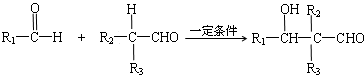 O H OH R₂
R₁—C—H + R₂—C—CHO 一定条件 R₁—CH—C—CHO
R₃ R₃